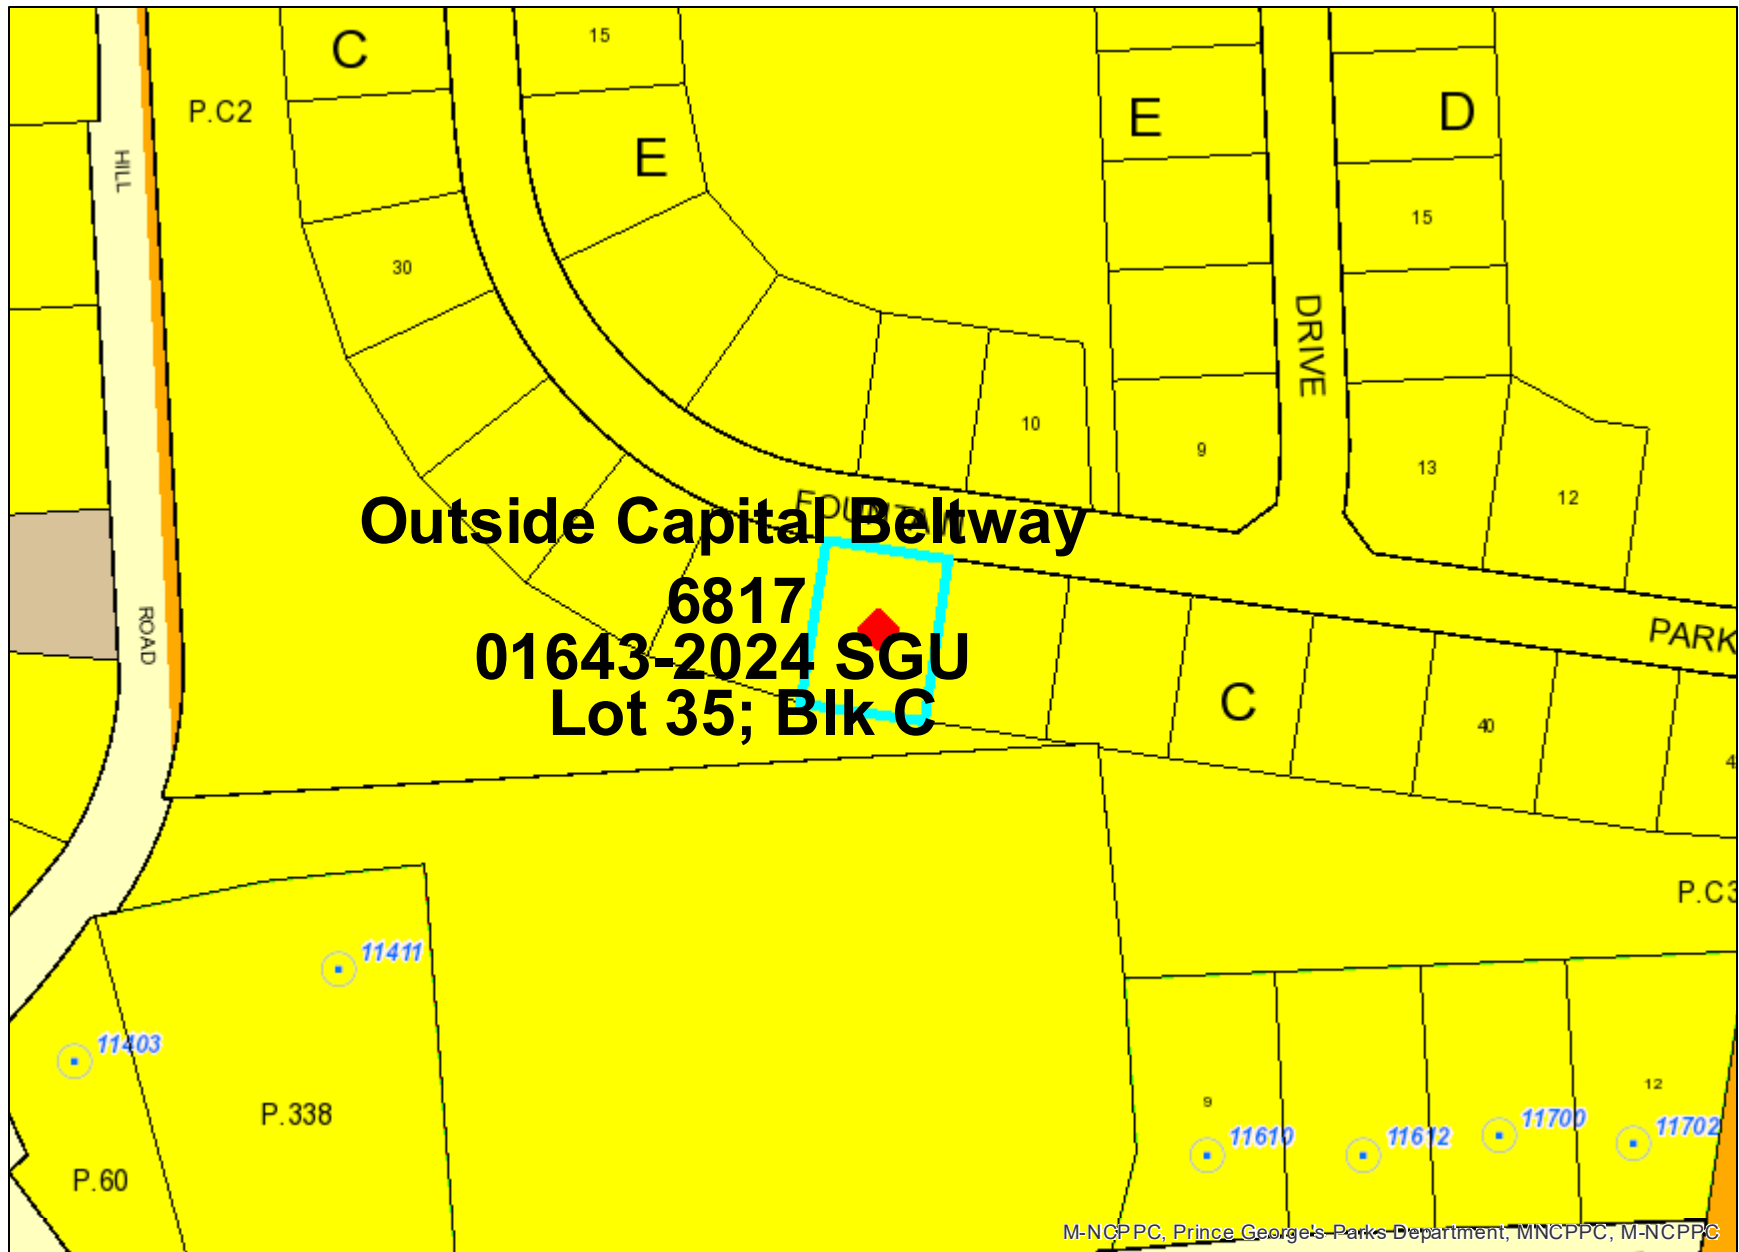 C
15
P.C2
E
E
D
HILL
15
30
DRIVE
10
9
13
12
FOUNTAIN
Outside Capital Beltway
6817
01643-2024 SGU
Lot 35; Blk C
ROAD
PARK
C
40
4
P.C3
11411
11403
P.338
P.60
9
12
11610
11612
11700
11702
M-NCPPC, Prince George's Parks Department, MNCPPC, M-NCPPC